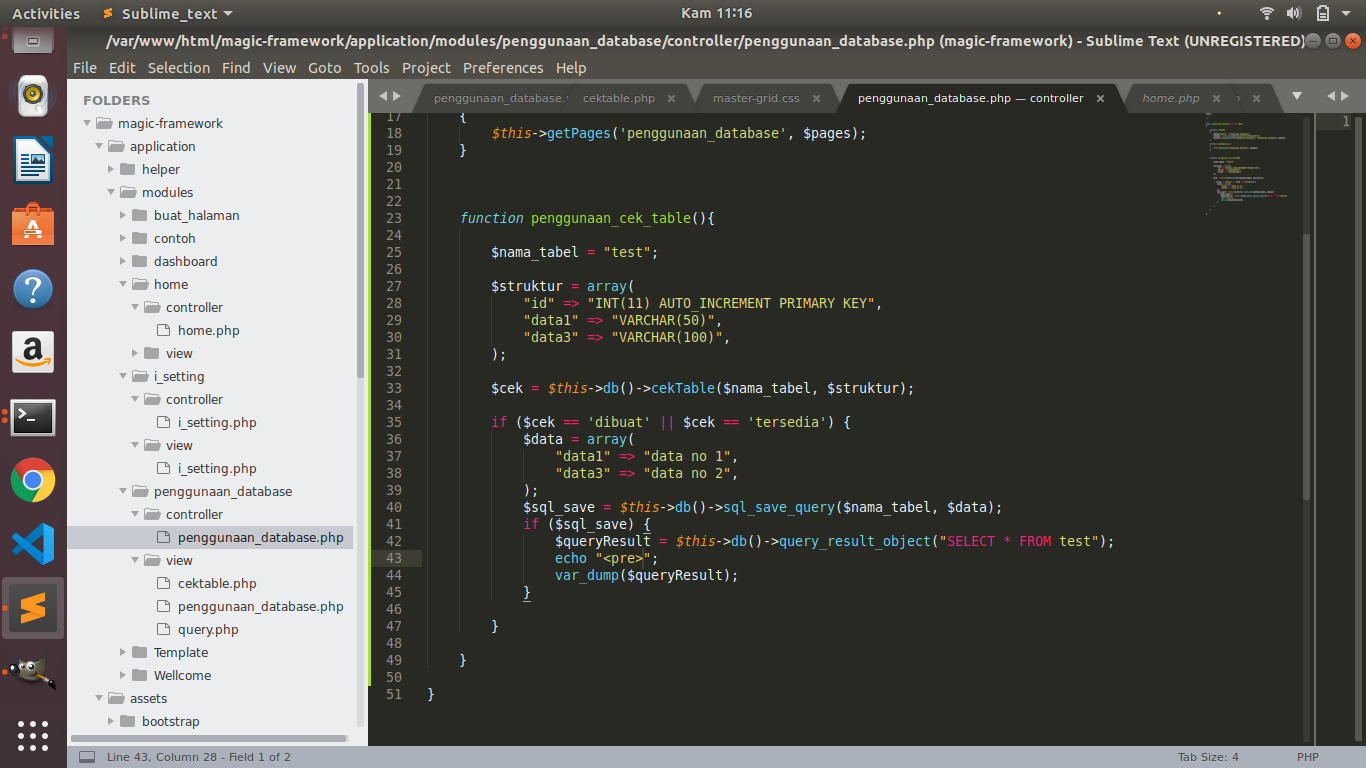 Activities Sublime_text Kam 11:16
/var/www/html/magic-framework/application/modules/penggunaan_database/controller/penggunaan_database.php (magic-framework) - Sublime Text (UNREGISTERED)
File Edit Selection Find View Goto Tools Project Preferences Help
FOLDERS
magic-framework
application
helper
modules
buat_halaman
contoh
dashboard
home
controller
home.php
view
i_setting
controller
i_setting.php
view
i_setting.php
penggunaan_database
controller
penggunaan_database.php
view
cektable.php
penggunaan_database.php
query.php
Template
Wellcome
assets
bootstrap
penggunaan_database. cektable.php master-grid.css penggunaan_database.php — controller home.php
17 {
18 $this->getPages('penggunaan_database', $pages);
19 }
20
21
22
23 function penggunaan_cek_table(){
24
25 $nama_tabel = "test";
26
27 $struktur = array(
28 "id" => "INT(11) AUTO_INCREMENT PRIMARY KEY",
29 "data1" => "VARCHAR(50)",
30 "data3" => "VARCHAR(100)",
31 );
32
33 $cek = $this->db()->cekTable($nama_tabel, $struktur);
34
35 if ($cek == 'dibuat' || $cek == 'tersedia') {
36 $data = array(
37 "data1" => "data no 1",
38 "data3" => "data no 2",
39 );
40 $sql_save = $this->db()->sql_save_query($nama_tabel, $data);
41 if ($sql_save) {
42 $queryResult = $this->db()->query_result_object("SELECT * FROM test");
43 echo "<pre>";
44 var_dump($queryResult);
45 }
46
47 }
48
49 }
50
51 }
1
Line 43, Column 28 - Field 1 of 2 Tab Size: 4 PHP